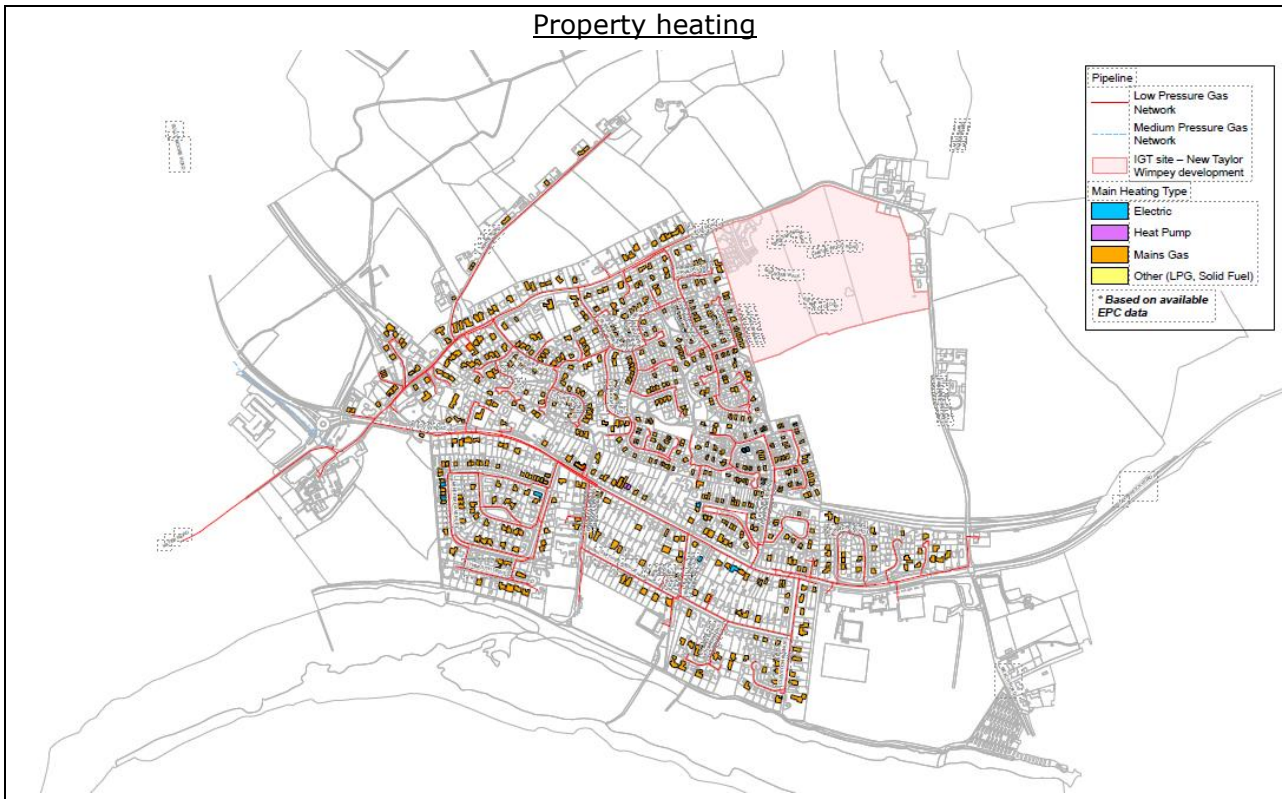 Property heating
Pipeline
Low Pressure Gas
Network
Medium Pressure Gas
Network
IGT site – New Taylor
Wimpey development
Main Heating Type
Electric
Heat Pump
Mains Gas
Other (LPG, Solid Fuel)
* Based on available
EPC data